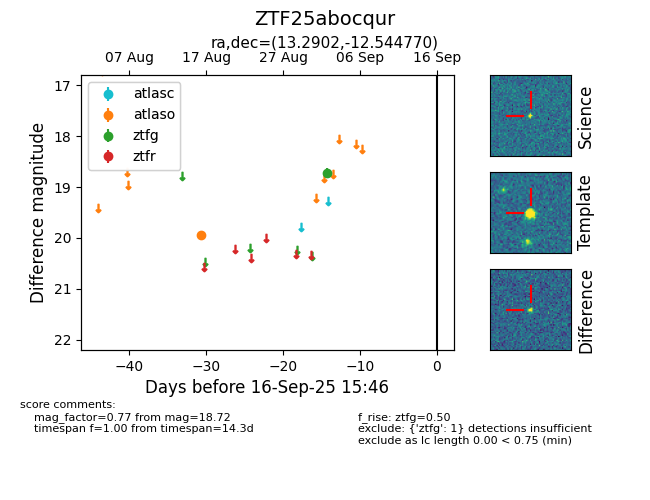 ZTF25abocqur
ra,dec=(13.2902,-12.544770)
07 Aug 17 Aug 27 Aug 06 Sep 16 Sep
17
18
19
20
21
22
Difference magnitude
atlasc
atlaso
ztfg
ztfr
−40 −30 −20 −10 0
Days before 16-Sep-25 15:46
Science
Template
Difference
score comments:
mag_factor=0.77 from mag=18.72
timespan f=1.00 from timespan=14.3d
f_rise: ztfg=0.50
exclude: {'ztfg': 1} detections insufficient
exclude as lc length 0.00 < 0.75 (min)